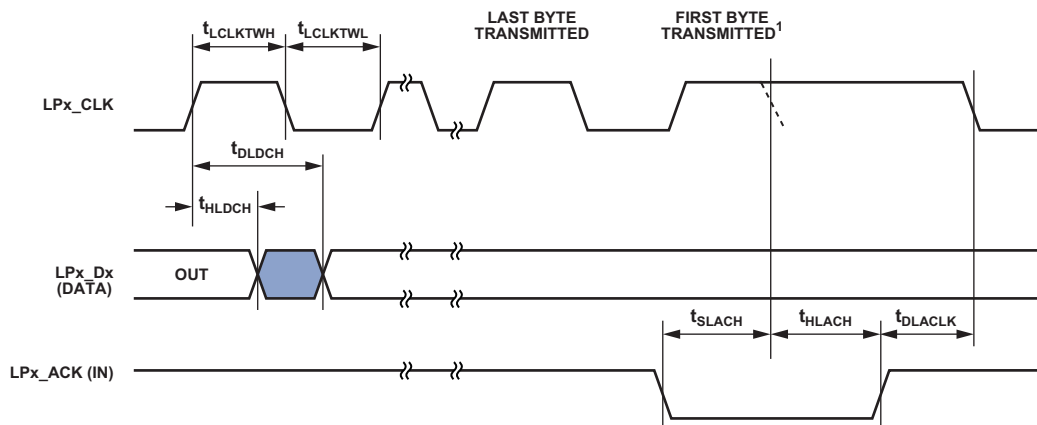 tLCLKTWH
tLCLKTWL
LAST BYTE
TRANSMITTED
FIRST BYTE
TRANSMITTED1
LPx_CLK
tDLDCH
tHLDCH
LPx_Dx
(DATA)
OUT
tSLACH
tHLACH
tDLACLK
LPx_ACK (IN)